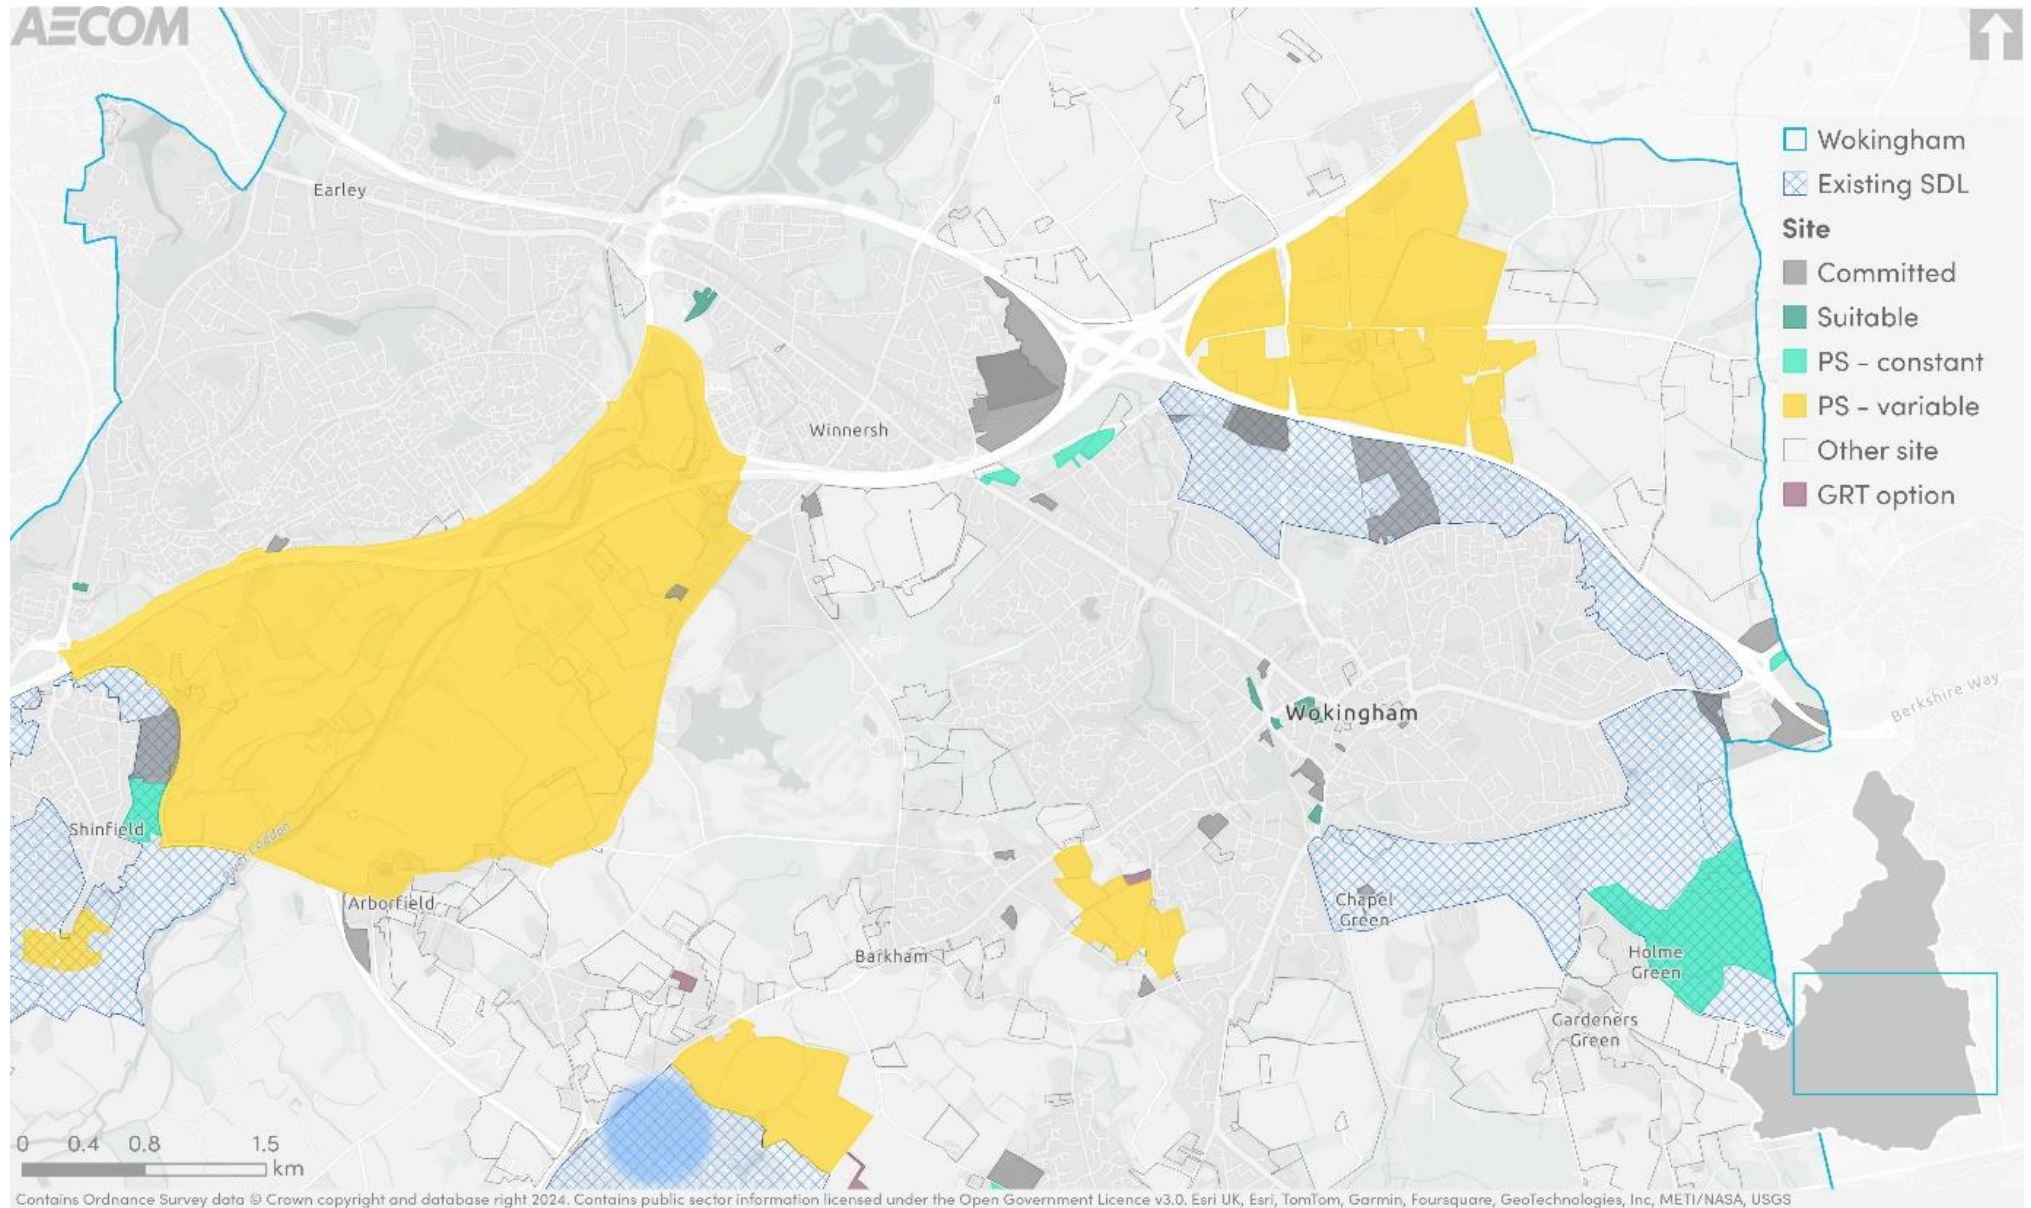 AECOM
Earley
Winnersh
Wokingham
Shinfield
River Loddon
Arborfield
Barkham
Chapel
Green
Holme
Green
Gardeners
Green
Berkshire Way
Wokingham
Existing SDL
Site
Committed
Suitable
PS - constant
PS - variable
Other site
GRT option
0 0.4 0.8 1.5
km
Contains Ordnance Survey data © Crown copyright and database right 2024. Contains public sector information licensed under the Open Government Licence v3.0. Esri UK, Esri, TomTom, Garmin, Foursquare, GeoTechnologies, Inc, METI/NASA, USGS